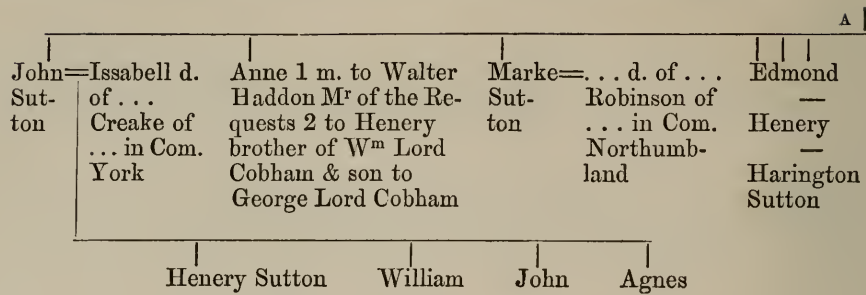 A
John=Issabell d.
Sut-
ton
of . . .
Creake of
. . . in Com.
York
Anne 1 m. to Walter
Haddon Mr of the Re-
quests 2 to Henery
brother of Wm Lord
Cobham & son to
George Lord Cobham
Marke=. . . d. of . . .
Sut-
ton
Robinson of
. . . in Com.
Northumb-
land
Edmond
—
Henery
—
Harington
Sutton
Henery Sutton William John Agnes